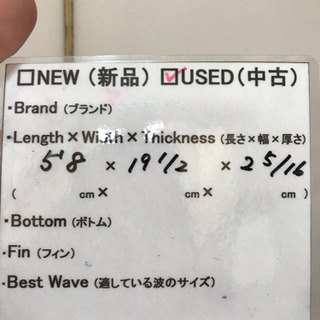 ☐NEW（新品）☑USED（中古）
・Brand（ブランド）
・Length×Width×Thickness（長さ×幅×厚さ）
5'8 × 19 1/2 × 2 5/16
（ cm× cm× cm）
・Bottom（ボトム）
・Fin（フィン）
・Best Wave（適している波のサイズ）